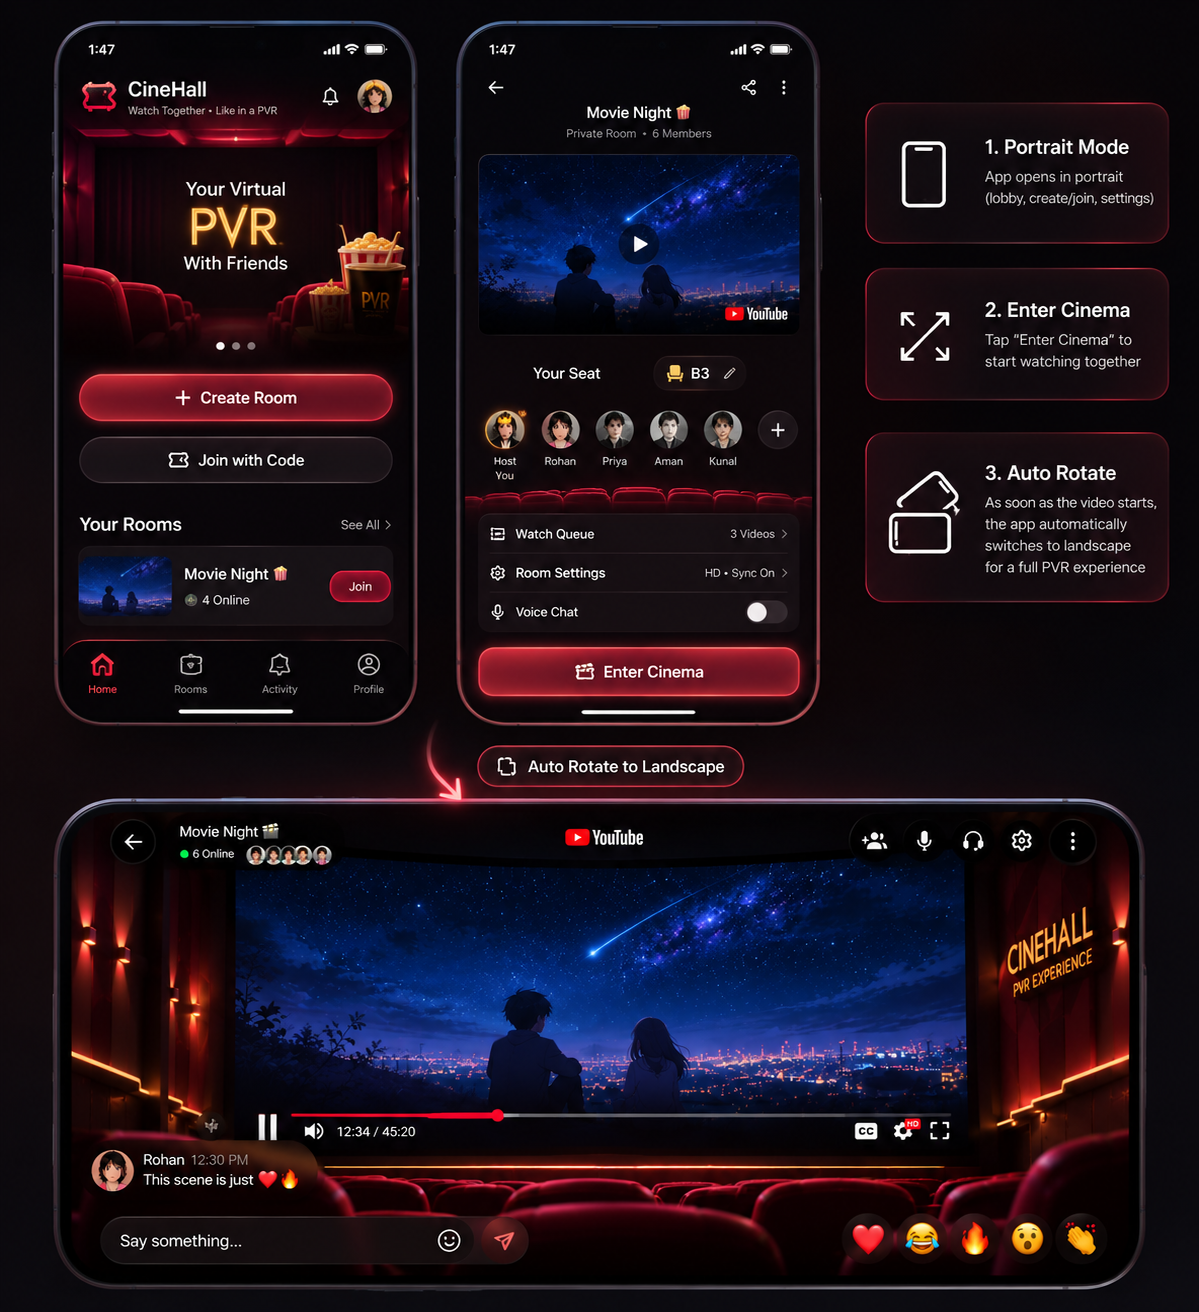 1:47
CineHall
Watch Together • Like in a PVR
Your Virtual
PVR
With Friends
PVR
+ Create Room
Join with Code
Your Rooms
See All >
Movie Night 🍿
4 Online
Join
Home
Rooms
Activity
Profile
1:47
Movie Night 🍿
Private Room • 6 Members
YouTube
Your Seat
B3
Host
You
Rohan
Priya
Aman
Kunal
Watch Queue
3 Videos >
Room Settings
HD • Sync On >
Voice Chat
Enter Cinema
1. Portrait Mode
App opens in portrait
(lobby, create/join, settings)
2. Enter Cinema
Tap “Enter Cinema” to
start watching together
3. Auto Rotate
As soon as the video starts,
the app automatically
switches to landscape
for a full PVR experience
Auto Rotate to Landscape
Movie Night 🎬
6 Online
YouTube
CINEHALL
PVR EXPERIENCE
12:34 / 45:20
CC
HD
Rohan 12:30 PM
This scene is just ❤️🔥
Say something...